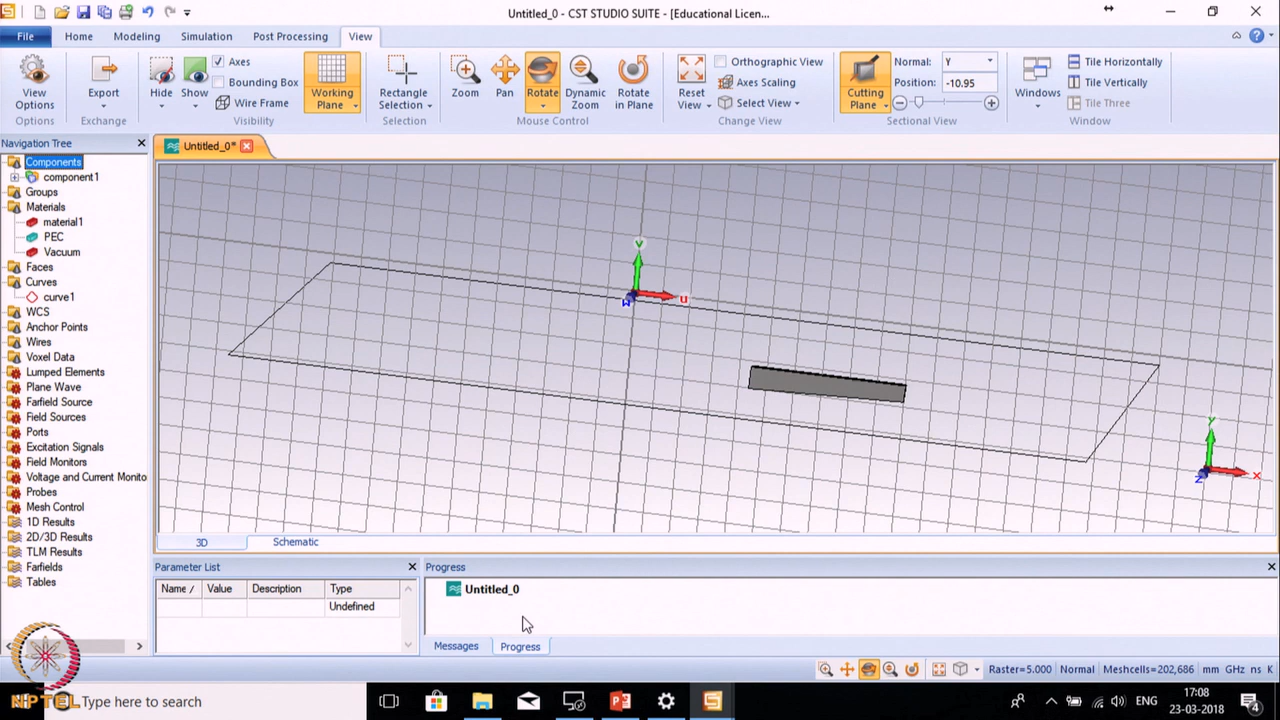 Untitled_0 - CST STUDIO SUITE - [Educational Licen...
File Home Modeling Simulation Post Processing View
View Options
Export
Hide
Show
Axes
Bounding Box
Wire Frame
Working Plane
Rectangle Selection
Zoom
Pan
Rotate
Dynamic Zoom
Rotate in Plane
Reset View
Orthographic View
Axes Scaling
Select View
Cutting Plane
Normal: Y
Position: -10.95
Windows
Tile Horizontally
Tile Vertically
Tile Three
Options Exchange Visibility Selection Mouse Control Change View Sectional View Window
Navigation Tree
Untitled_0*
Components
component1
Groups
Materials
material1
PEC
Vacuum
Faces
Curves
curve1
WCS
Anchor Points
Wires
Voxel Data
Lumped Elements
Plane Wave
Farfield Source
Field Sources
Ports
Excitation Signals
Field Monitors
Voltage and Current Monito
Probes
Mesh Control
1D Results
2D/3D Results
TLM Results
Farfields
Tables
v
u
w
Y
X
Z
3D Schematic
Parameter List
Name Value Description Type
Undefined
Progress
Untitled_0
Messages Progress
Raster=5.000 Normal Meshcells=202,686 mm GHz ns K
NPTEL
Type here to search
ENG
17:08
23-03-2018
4